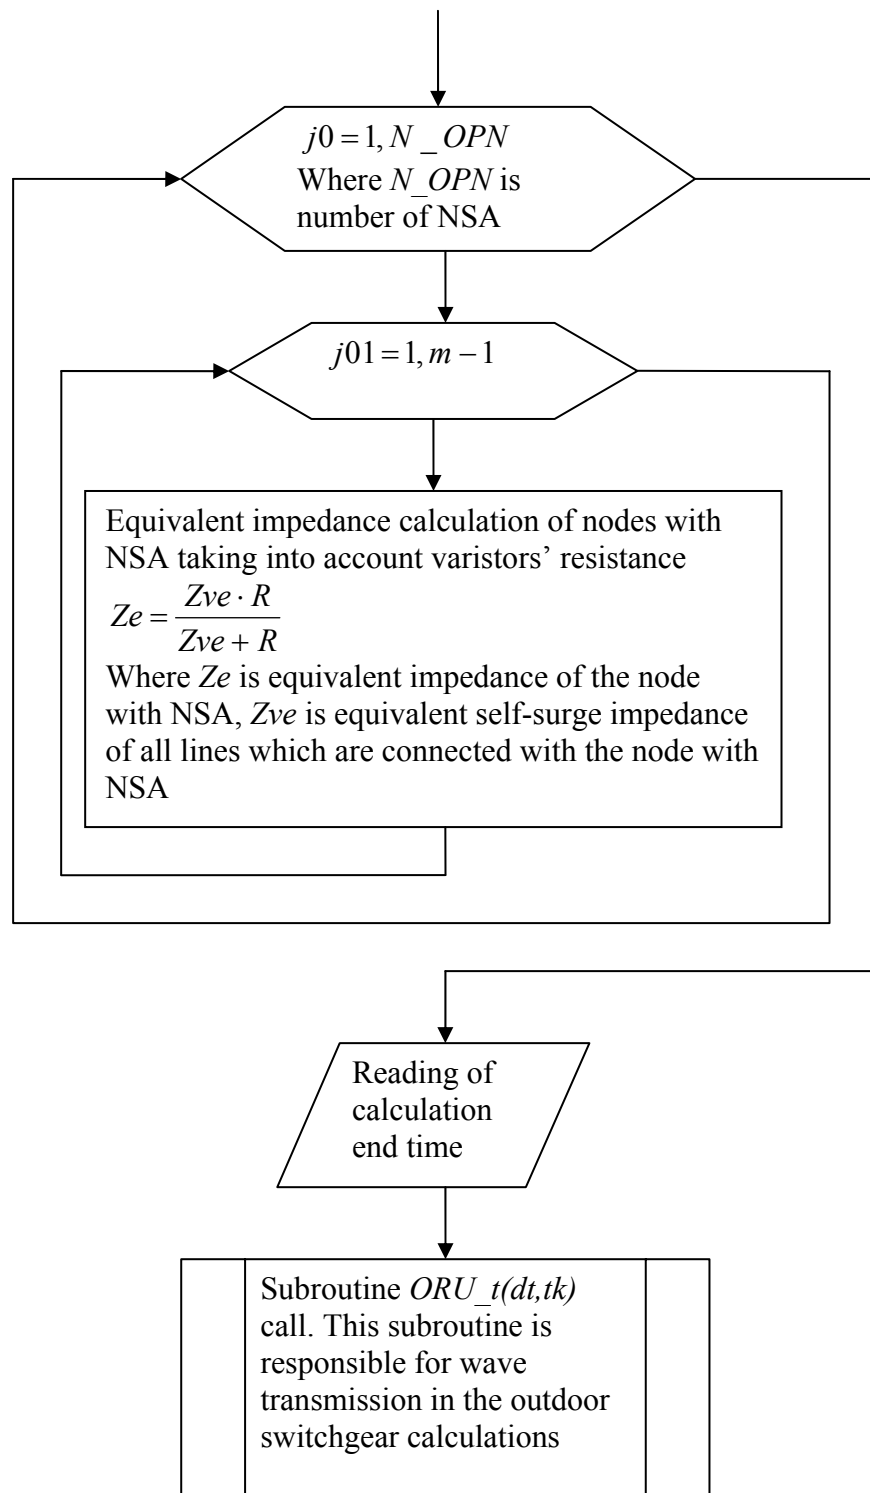 j0 = 1, N _ OPN
Where N_OPN is
number of NSA
j01 = 1, m − 1
Equivalent impedance calculation of nodes with
NSA taking into account varistors’ resistance
Ze = Zve · R / Zve + R
Where Ze is equivalent impedance of the node
with NSA, Zve is equivalent self-surge impedance
of all lines which are connected with the node with
NSA
Reading of
calculation
end time
Subroutine ORU_t(dt,tk)
call. This subroutine is
responsible for wave
transmission in the outdoor
switchgear calculations